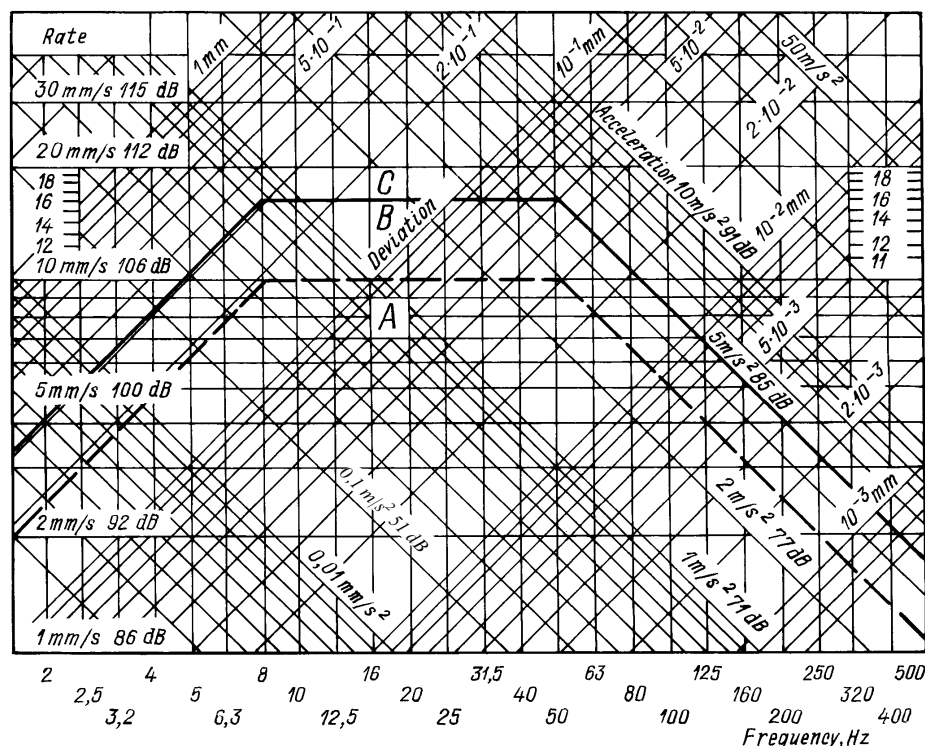 Rate
1mm
5·10⁻¹
2·10⁻¹
10⁻¹ mm
5·10⁻²
50m/s²
2·10⁻²
30 mm/s 115 dB
20 mm/s 112 dB
Acceleration 10m/s² 91 dB
10⁻² mm
18
16
14
12
C
B
Deviation
18
16
14
12
11
10 mm/s 106 dB
A
5·10⁻³
5 m/s² 85 dB
2·10⁻³
5 mm/s 100 dB
0,1 m/s² 51 dB
10⁻³ mm
2 mm/s 92 dB
2 m/s² 77 dB
0,01 mm/s²
1 m/s² 71 dB
1 mm/s 86 dB
2 4 8 16 31,5 63 125 250 500
2,5 5 10 20 40 80 160 320
3,2 6,3 12,5 25 50 100 200 400
Frequency, Hz